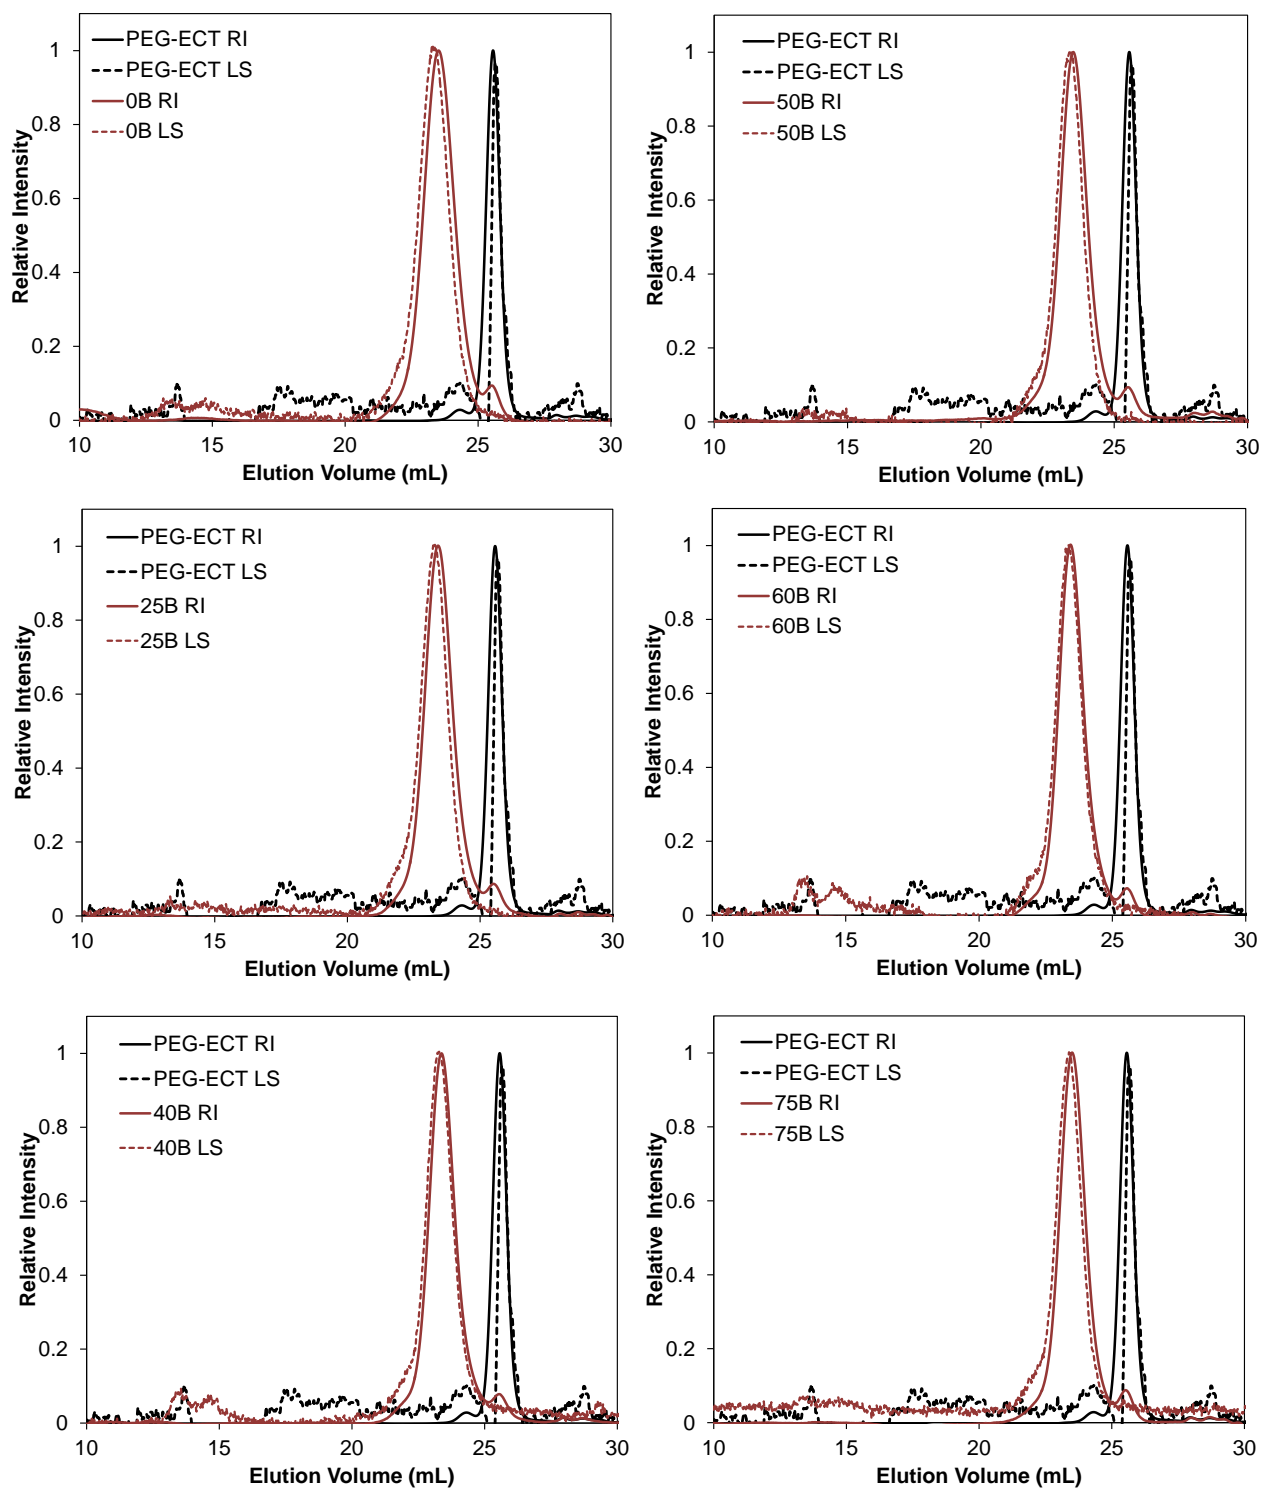 PEG-ECT RI
PEG-ECT LS
0B RI
0B LS
1
0.8
0.6
0.4
0.2
0
Relative Intensity
10 15 20 25 30
Elution Volume (mL)
PEG-ECT RI
PEG-ECT LS
50B RI
50B LS
1
0.8
0.6
0.4
0.2
0
Relative Intensity
10 15 20 25 30
Elution Volume (mL)
PEG-ECT RI
PEG-ECT LS
25B RI
25B LS
1
0.8
0.6
0.4
0.2
0
Relative Intensity
10 15 20 25 30
Elution Volume (mL)
PEG-ECT RI
PEG-ECT LS
60B RI
60B LS
1
0.8
0.6
0.4
0.2
0
Relative Intensity
10 15 20 25 30
Elution Volume (mL)
PEG-ECT RI
PEG-ECT LS
40B RI
40B LS
1
0.8
0.6
0.4
0.2
0
Relative Intensity
10 15 20 25 30
Elution Volume (mL)
PEG-ECT RI
PEG-ECT LS
75B RI
75B LS
1
0.8
0.6
0.4
0.2
0
Relative Intensity
10 15 20 25 30
Elution Volume (mL)